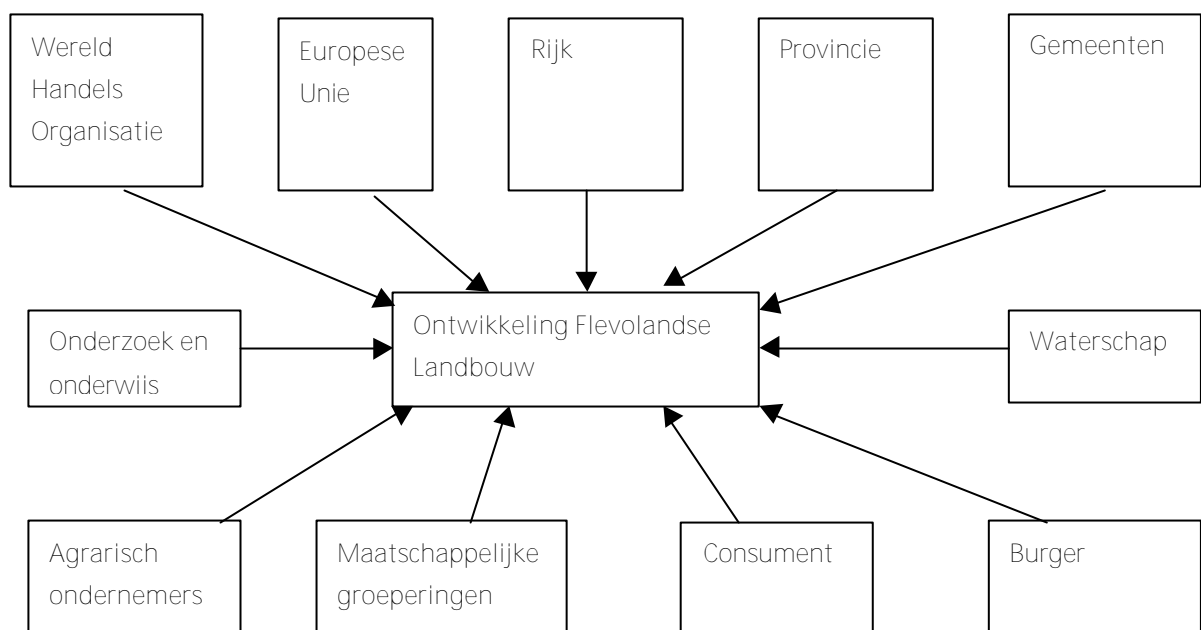 Wereld
Handels
Organisatie
Europese
Unie
Rijk
Provincie
Gemeenten
Onderzoek en
onderwijs
Ontwikkeling Flevolandse
Landbouw
Waterschap
Agrarisch
ondernemers
Maatschappelijke
groeperingen
Consument
Burger